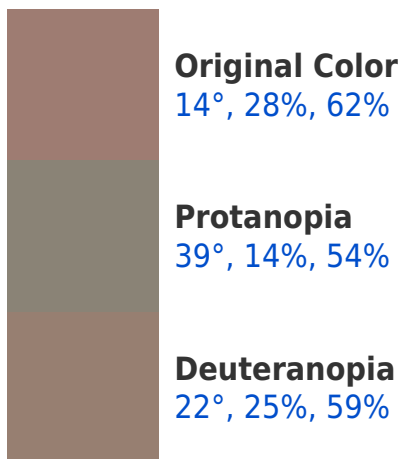 Original Color
14°, 28%, 62%
Protanopia
39°, 14%, 54%
Deuteranopia
22°, 25%, 59%